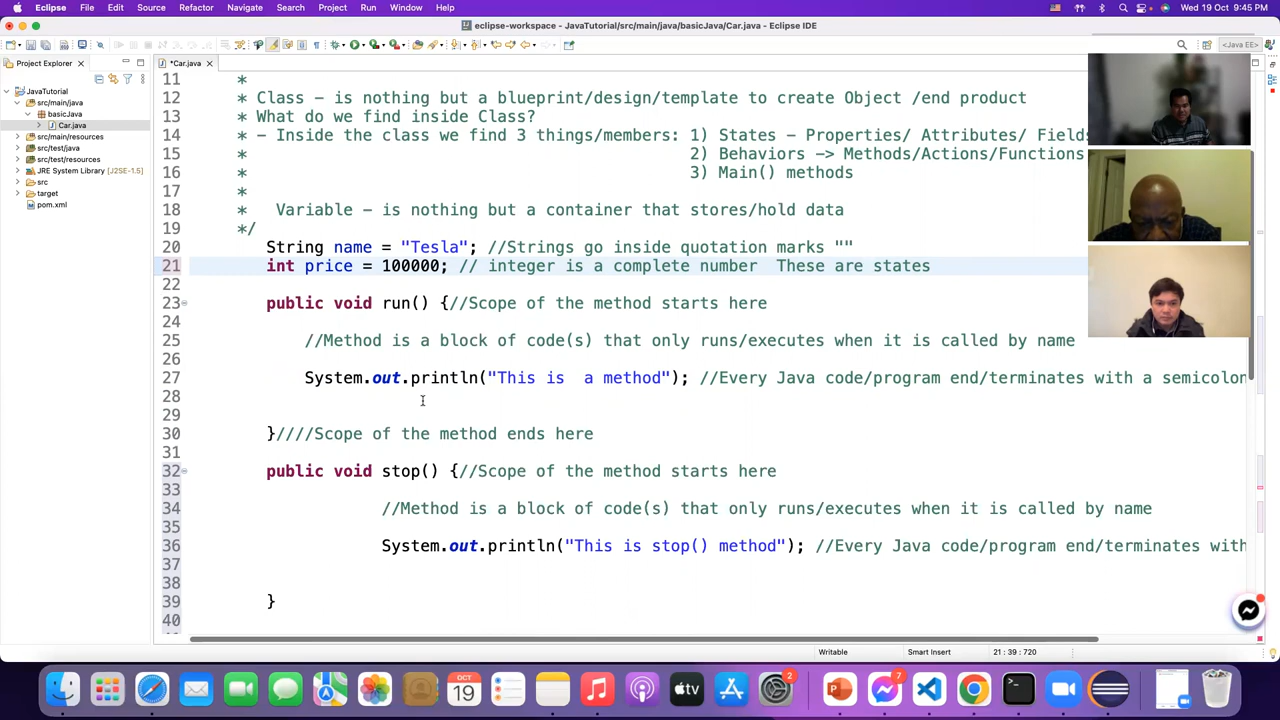 Eclipse File Edit Source Refactor Navigate Search Project Run Window Help Wed 19 Oct 9:45 PM
eclipse-workspace - JavaTutorial/src/main/java/basicJava/Car.java - Eclipse IDE
<Java EE>
Project Explorer
*Car.java
JavaTutorial
src/main/java
basicJava
Car.java
src/main/resources
src/test/java
src/test/resources
JRE System Library [J2SE-1.5]
src
target
pom.xml
11 *
12 * Class - is nothing but a blueprint/design/template to create Object /end product
13 * What do we find inside Class?
14 * - Inside the class we find 3 things/members: 1) States - Properties/ Attributes/ Fields
15 * 2) Behaviors -> Methods/Actions/Functions
16 * 3) Main() methods
17 *
18 * Variable - is nothing but a container that stores/hold data
19 */
20 String name = "Tesla"; //Strings go inside quotation marks ""
21 int price = 100000; // integer is a complete number These are states
22
23 public void run() {//Scope of the method starts here
24
25 //Method is a block of code(s) that only runs/executes when it is called by name
26
27 System.out.println("This is  a method"); //Every Java code/program end/terminates with a semicolon
28
29
30 }////Scope of the method ends here
31
32 public void stop() {//Scope of the method starts here
33
34 //Method is a block of code(s) that only runs/executes when it is called by name
35
36 System.out.println("This is stop() method"); //Every Java code/program end/terminates with
37
38
39 }
40
Writable Smart Insert 21 : 39 : 720
OCT
19
2
7